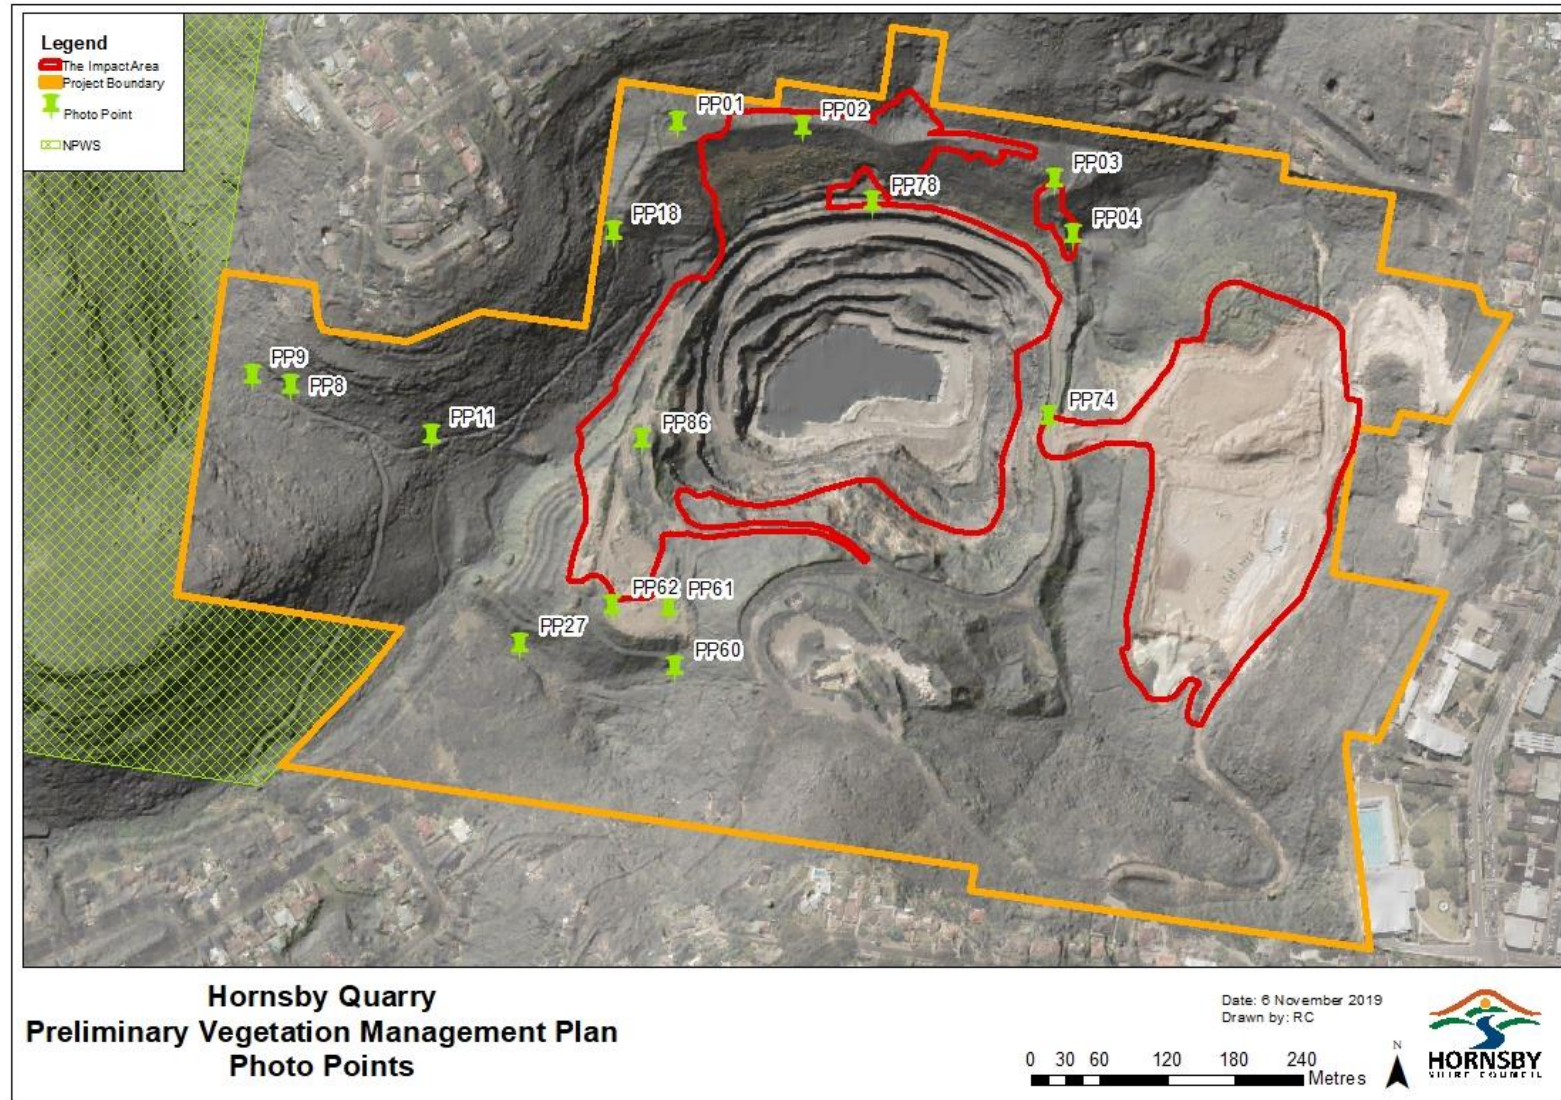 Legend
The Impact Area
Project Boundary
Photo Point
NPWS
PP01
PP02
PP03
PP78
PP18
PP04
PP9
PP8
PP11
PP86
PP74
PP62
PP61
PP27
PP60
Hornsby Quarry
Preliminary Vegetation Management Plan
Photo Points
Date: 6 November 2019
Drawn by: RC
0 30 60 120 180 240
Metres
N
HORNSBY
SHIRE COUNCIL